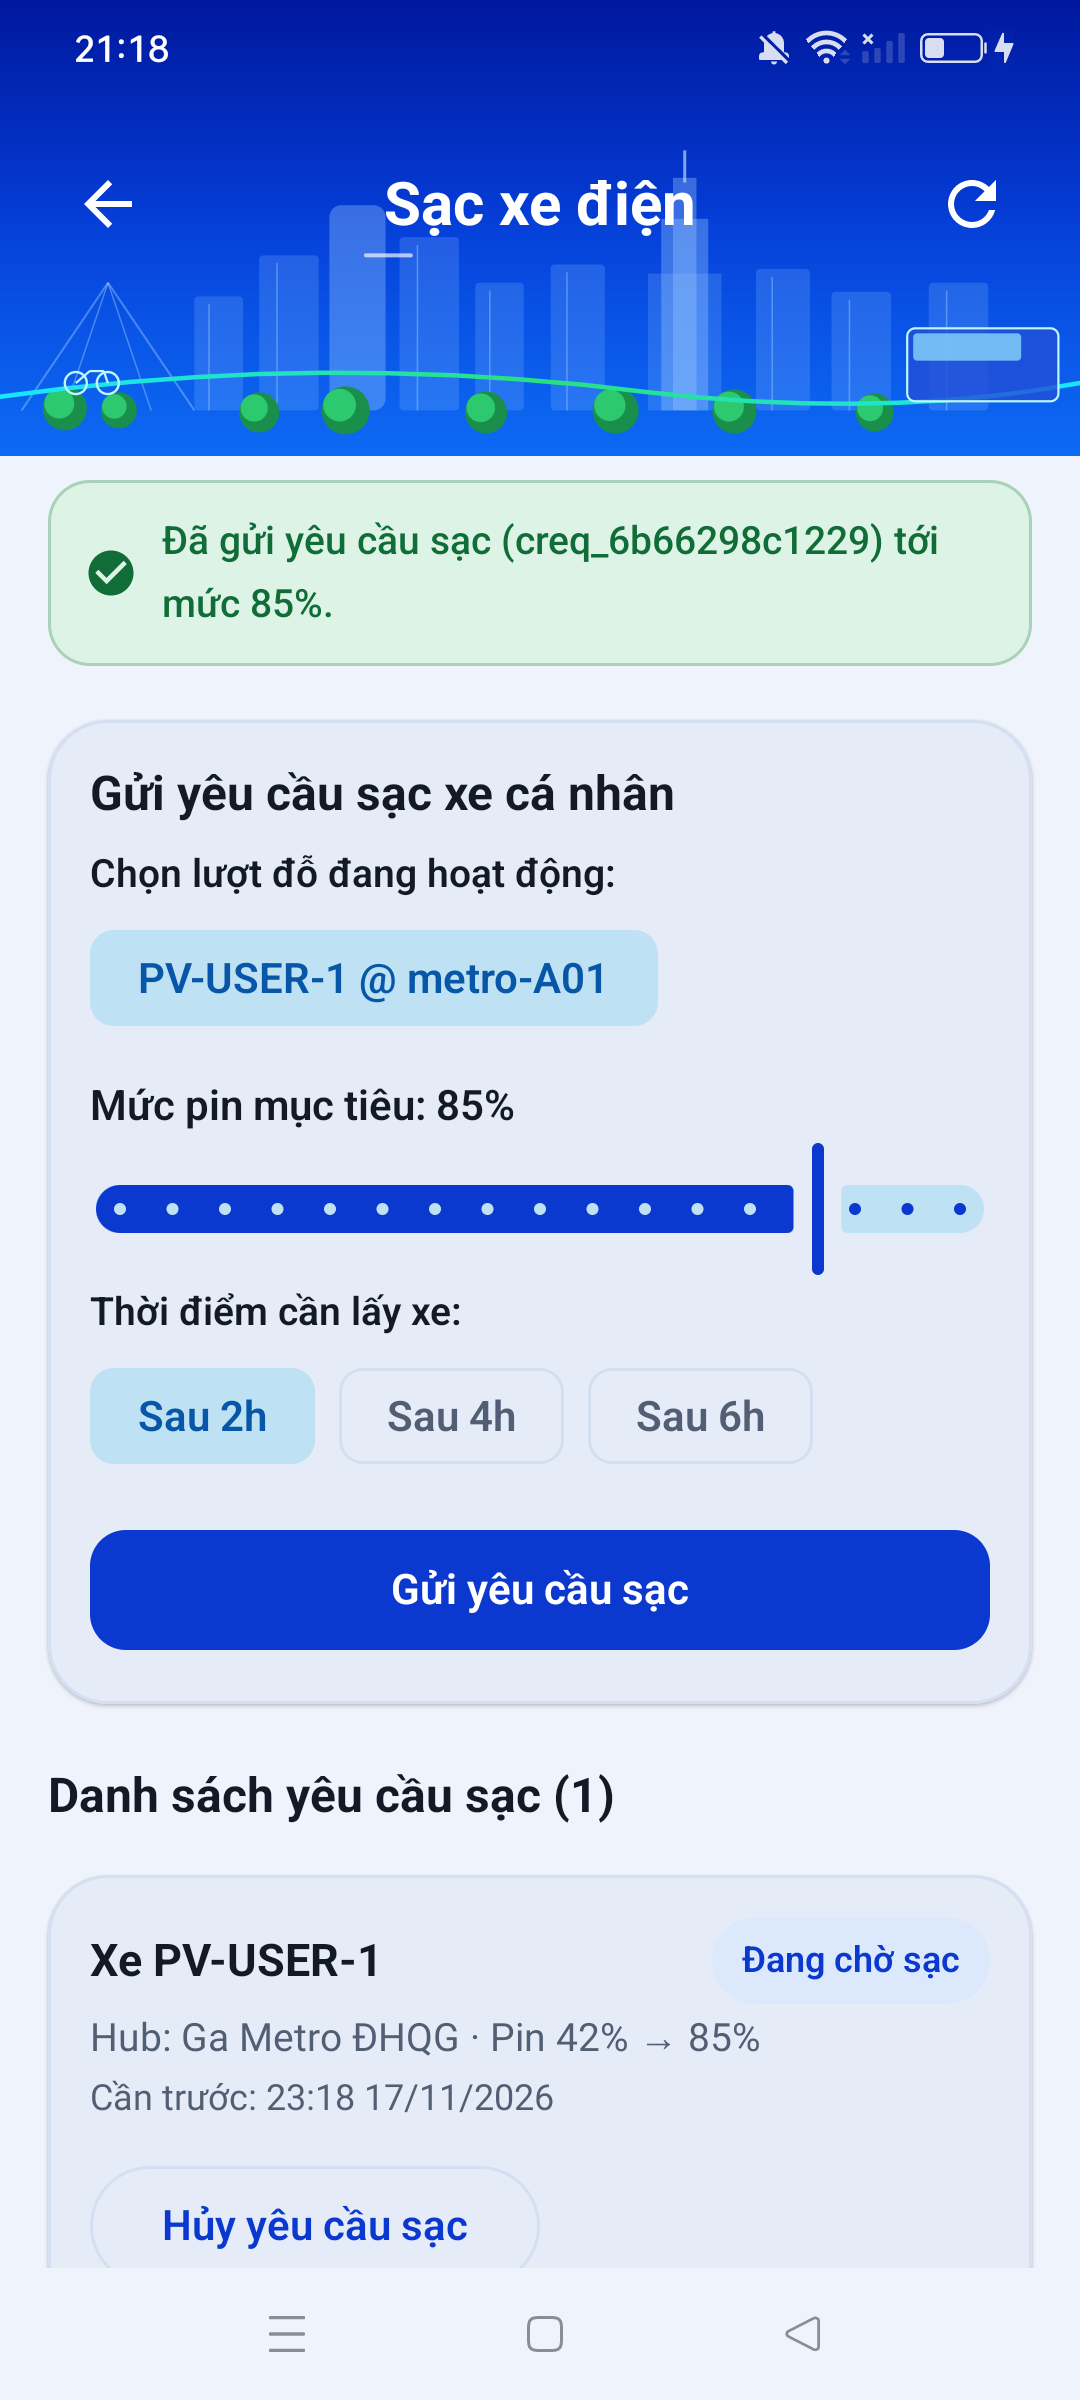 21:18
Sạc xe điện
Đã gửi yêu cầu sạc (creq_6b66298c1229) tới
mức 85%.
Gửi yêu cầu sạc xe cá nhân
Chọn lượt đỗ đang hoạt động:
PV-USER-1 @ metro-A01
Mức pin mục tiêu: 85%
Thời điểm cần lấy xe:
Sau 2h
Sau 4h
Sau 6h
Gửi yêu cầu sạc
Danh sách yêu cầu sạc (1)
Xe PV-USER-1
Đang chờ sạc
Hub: Ga Metro ĐHQG · Pin 42% → 85%
Cần trước: 23:18 17/11/2026
Hủy yêu cầu sạc